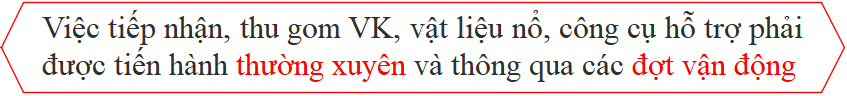 Việc tiếp nhận, thu gom VK, vật liệu nổ, công cụ hỗ trợ phải
được tiến hành thường xuyên và thông qua các đợt vận động